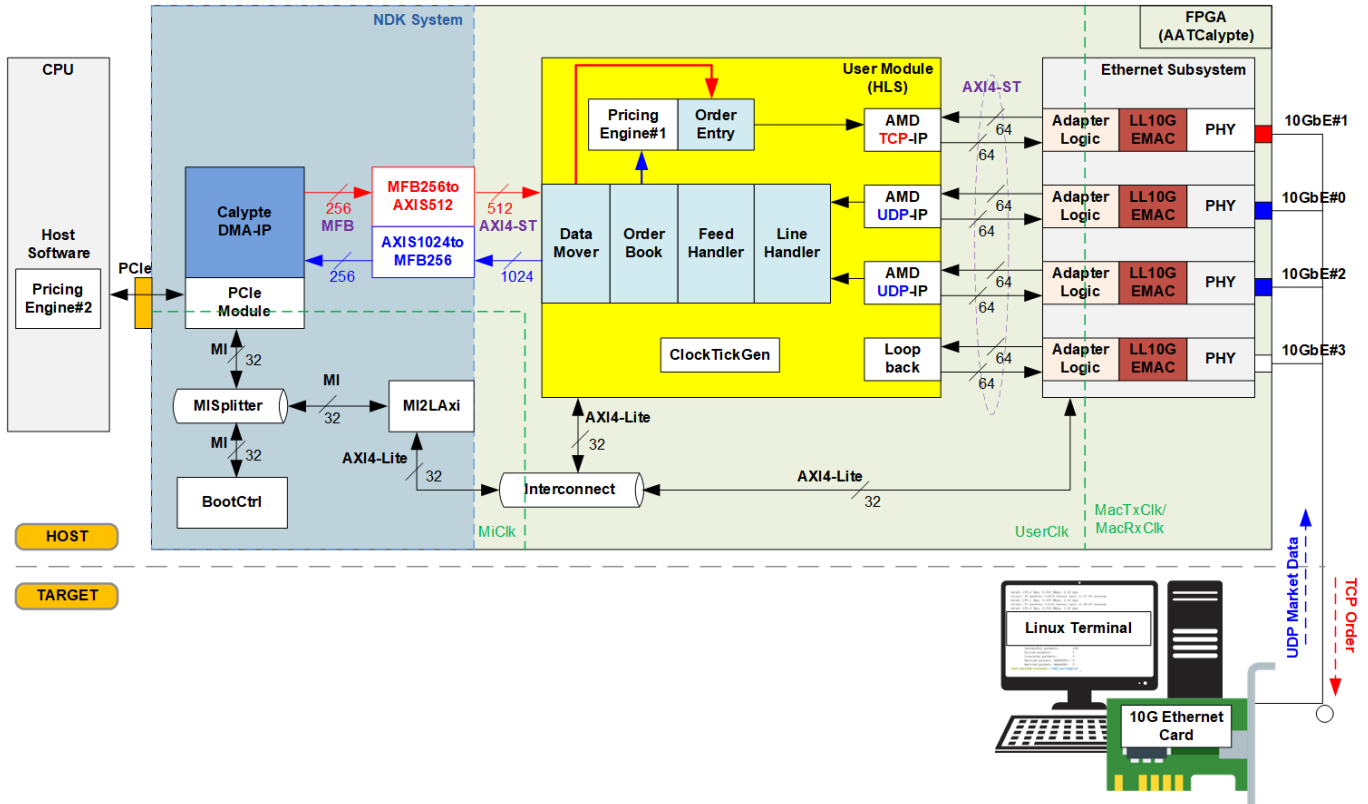 NDK System
FPGA
(AATCalypte)
CPU
User Module
(HLS)
Ethernet Subsystem
AXI4-ST
Pricing
Engine#1
Order
Entry
AMD
TCP-IP
64
64
Adapter
Logic
LL10G
EMAC
PHY
10GbE#1
Calypte
DMA-IP
256
MFB
MFB256to
AXIS512
512
AXI4-ST
AXIS1024to
MFB256
256
1024
Data
Mover
Order
Book
Feed
Handler
Line
Handler
AMD
UDP-IP
64
64
Adapter
Logic
LL10G
EMAC
PHY
10GbE#0
Host
Software
Pricing
Engine#2
PCIe
PCIe
Module
AMD
UDP-IP
64
64
Adapter
Logic
LL10G
EMAC
PHY
10GbE#2
ClockTickGen
Loop
back
64
64
Adapter
Logic
LL10G
EMAC
PHY
10GbE#3
MI
32
MISplitter
MI
32
MI2LAxi
MI
32
BootCtrl
AXI4-Lite
32
AXI4-Lite
32
Interconnect
AXI4-Lite
32
MiClk
UserClk
MacTxClk/
MacRxClk
HOST
TARGET
UDP Market Data
TCP Order
Linux Terminal
10G Ethernet
Card